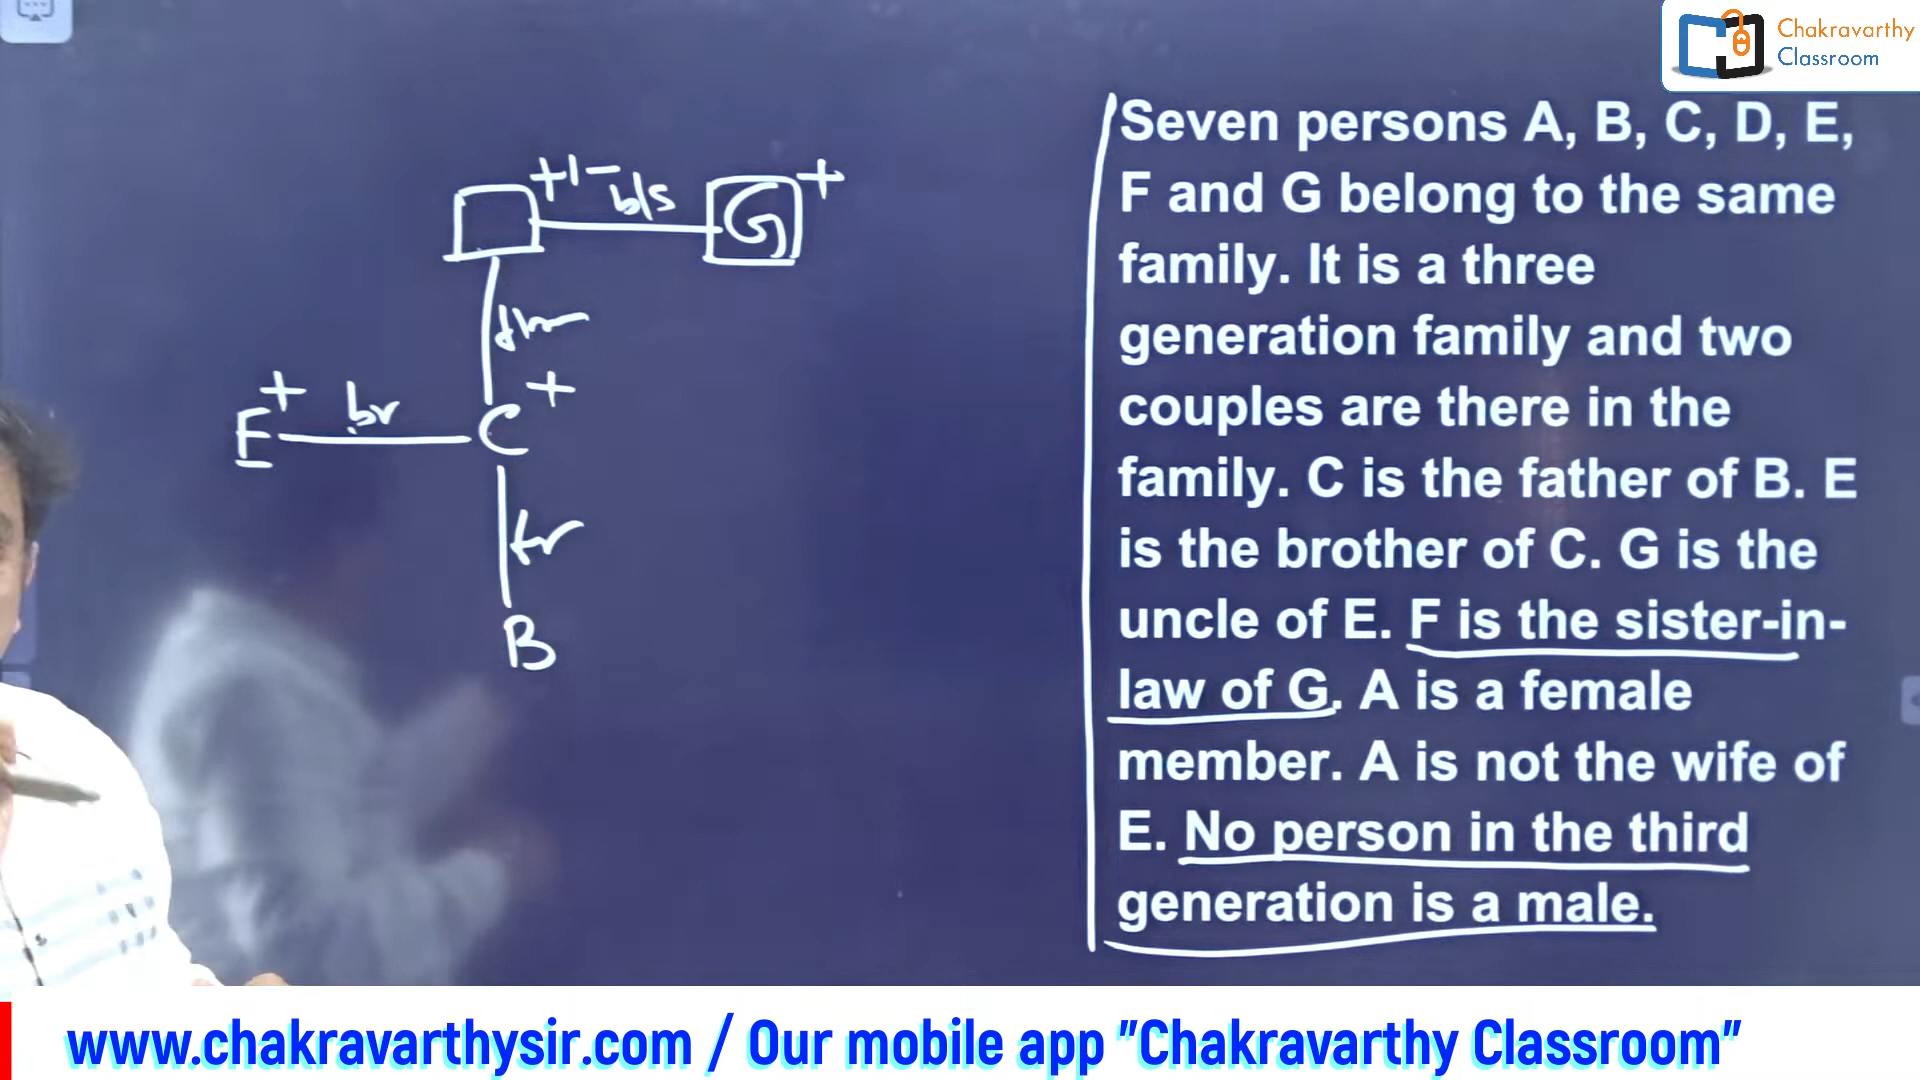 Chakravarthy
Classroom
Seven persons A, B, C, D, E,
F and G belong to the same
family. It is a three
generation family and two
couples are there in the
family. C is the father of B. E
is the brother of C. G is the
uncle of E. F is the sister-in-
law of G. A is a female
member. A is not the wife of
E. No person in the third
generation is a male.
+/- b/s G +
E + br C +
B
www.chakravarthysir.com / Our mobile app "Chakravarthy Classroom"